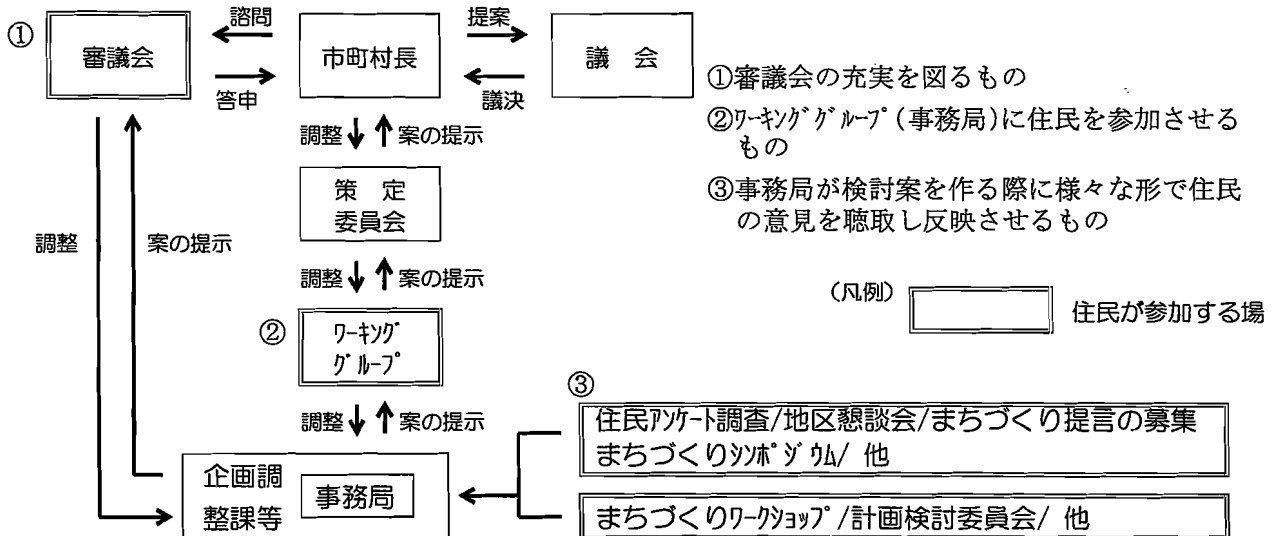 ①
審議会
諮問
答申
市町村長
提案
議決
議 会
①審議会の充実を図るもの
②ﾜｰｷﾝｸﾞｸﾞﾙｰﾌﾟ(事務局)に住民を参加させる
もの
③事務局が検討案を作る際に様々な形で住民
の意見を聴取し反映させるもの
調整 案の提示
策 定
委員会
調整 案の提示
調整 案の提示
(凡例) 住民が参加する場
②
ﾜｰｷﾝｸﾞ
ｸﾞﾙｰﾌﾟ
調整 案の提示
③
住民ｱﾝｹｰﾄ調査/地区懇談会/まちづくり提言の募集
まちづくりｼﾝﾎﾟｼﾞｳﾑ/ 他
企画調
整課等
事務局
まちづくりﾜｰｸｼｮｯﾌﾟ/計画検討委員会/ 他